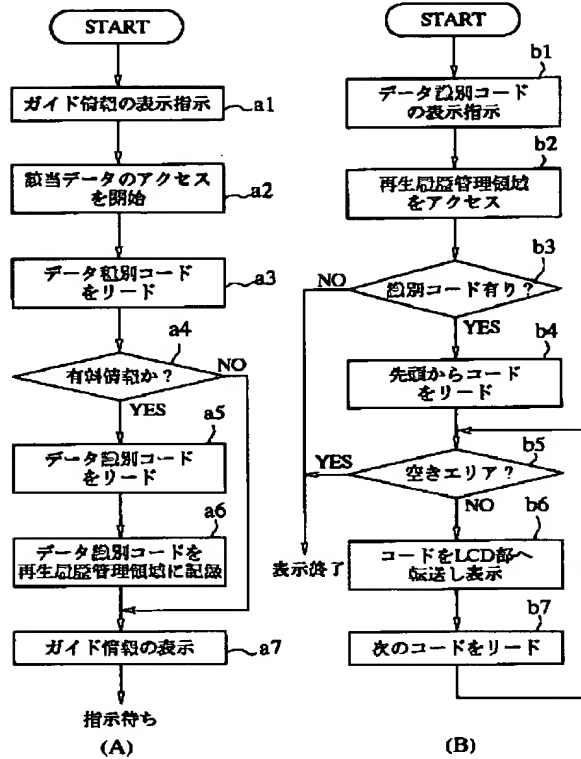 START
ガイド情報の表示指示
a1
該当データのアクセス
を開始
a2
データ種別コード
をリード
a3
a4
有料情報か？
NO
YES
a5
データ識別コード
をリード
a6
データ識別コードを
再生履歴管理領域に記録
ガイド情報の表示
a7
指示待ち
(A)
START
b1
データ識別コード
の表示指示
b2
再生履歴管理領域
をアクセス
b3
NO
識別コード有り？
YES
b4
先頭からコード
をリード
b5
YES
空きエリア？
NO
b6
コードをLCD部へ
転送し表示
表示終了
b7
次のコードをリード
(B)